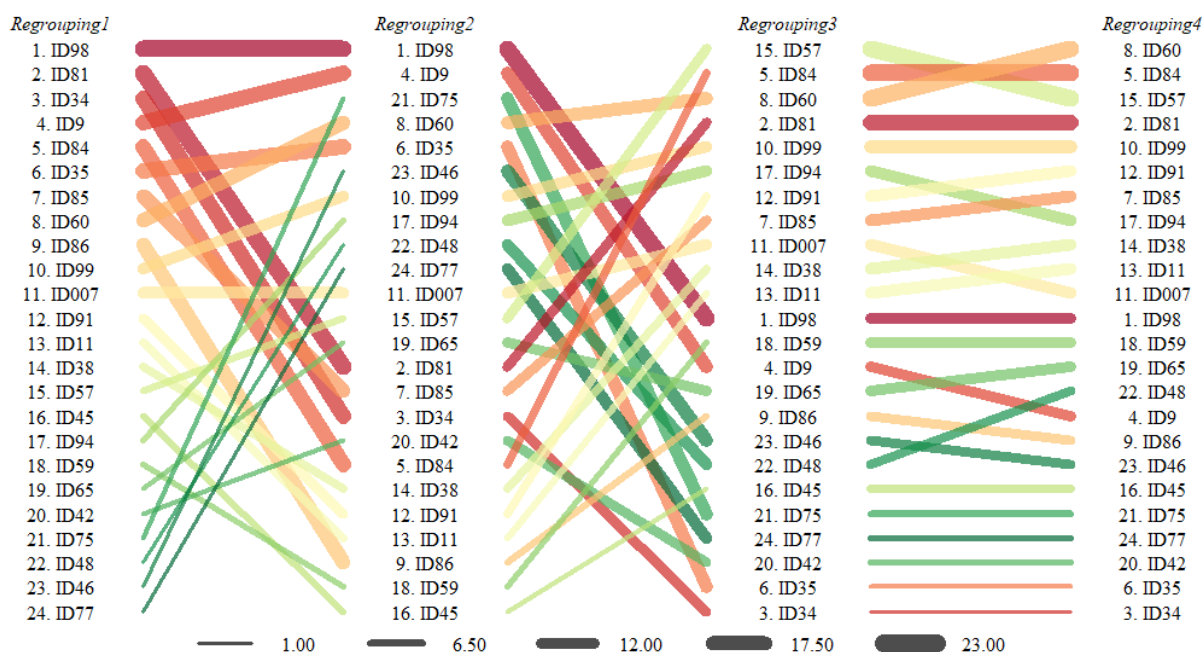 Regrouping1 Regrouping2 Regrouping3 Regrouping4
1. ID98 1. ID98 15. ID57 8. ID60
2. ID81 4. ID9 5. ID84 5. ID84
3. ID34 21. ID75 8. ID60 15. ID57
4. ID9 8. ID60 2. ID81 2. ID81
5. ID84 6. ID35 10. ID99 10. ID99
6. ID35 23. ID46 17. ID94 12. ID91
7. ID85 10. ID99 12. ID91 7. ID85
8. ID60 17. ID94 7. ID85 17. ID94
9. ID86 22. ID48 11. ID007 14. ID38
10. ID99 24. ID77 14. ID38 13. ID11
11. ID007 11. ID007 13. ID11 11. ID007
12. ID91 15. ID57 1. ID98 1. ID98
13. ID11 19. ID65 18. ID59 18. ID59
14. ID38 2. ID81 4. ID9 19. ID65
15. ID57 7. ID85 19. ID65 22. ID48
16. ID45 3. ID34 9. ID86 4. ID9
17. ID94 20. ID42 23. ID46 9. ID86
18. ID59 5. ID84 22. ID48 23. ID46
19. ID65 14. ID38 16. ID45 16. ID45
20. ID42 12. ID91 21. ID75 21. ID75
21. ID75 13. ID11 24. ID77 24. ID77
22. ID48 9. ID86 20. ID42 20. ID42
23. ID46 18. ID59 6. ID35 6. ID35
24. ID77 16. ID45 3. ID34 3. ID34
1.00 6.50 12.00 17.50 23.00